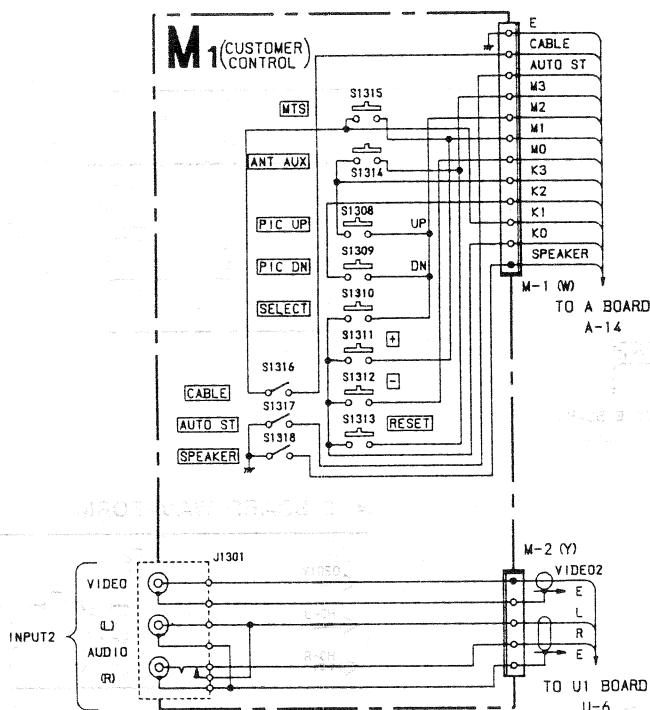 M1 (CUSTOMER CONTROL)
E
CABLE
AUTO ST
M3
M2
M1
M0
K3
K2
K1
K0
SPEAKER
M-1 (W)
TO A BOARD
A-14
S1315
MTS
ANT AUX
S1314
S1308
PIC UP
UP
S1309
PIC DN
DN
S1310
SELECT
S1311
+
S1312
-
S1313
RESET
S1316
CABLE
S1317
AUTO ST
S1318
SPEAKER
J1301
INPUT2
VIDEO
(L)
AUDIO
(R)
M-2 (Y)
VIDEO2
E
L
R
E
TO U1 BOARD
U-6